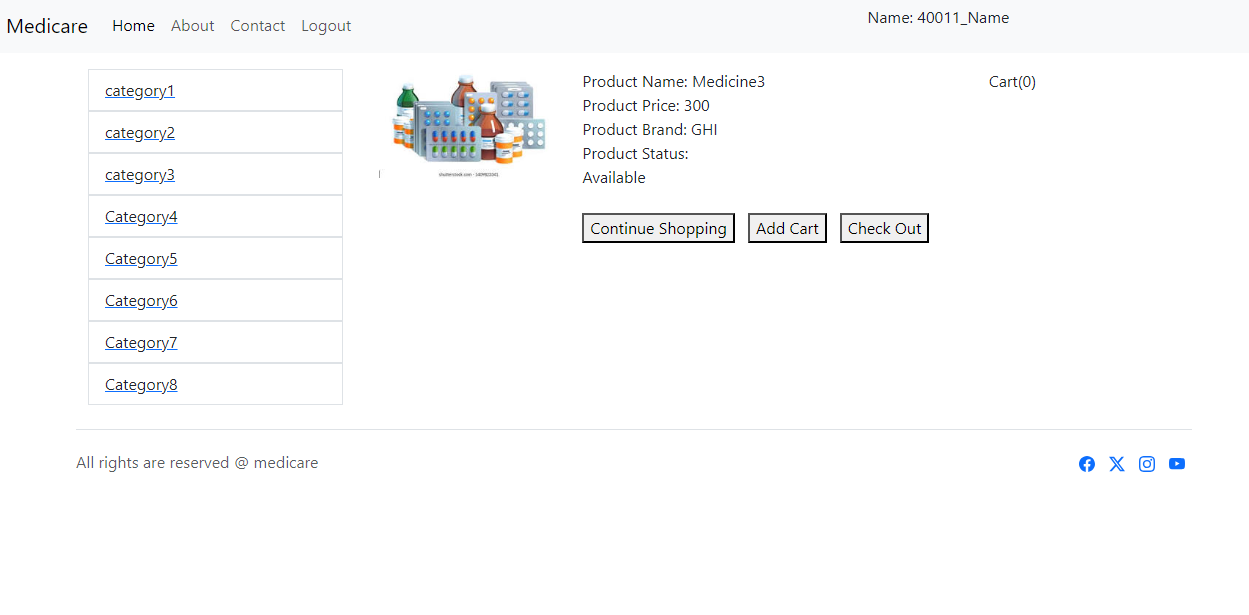 Medicare Home About Contact Logout Name: 40011_Name
category1
category2
category3
Category4
Category5
Category6
Category7
Category8
Product Name: Medicine3
Product Price: 300
Product Brand: GHI
Product Status:
Available
Continue Shopping Add Cart Check Out
Cart(0)
All rights are reserved @ medicare